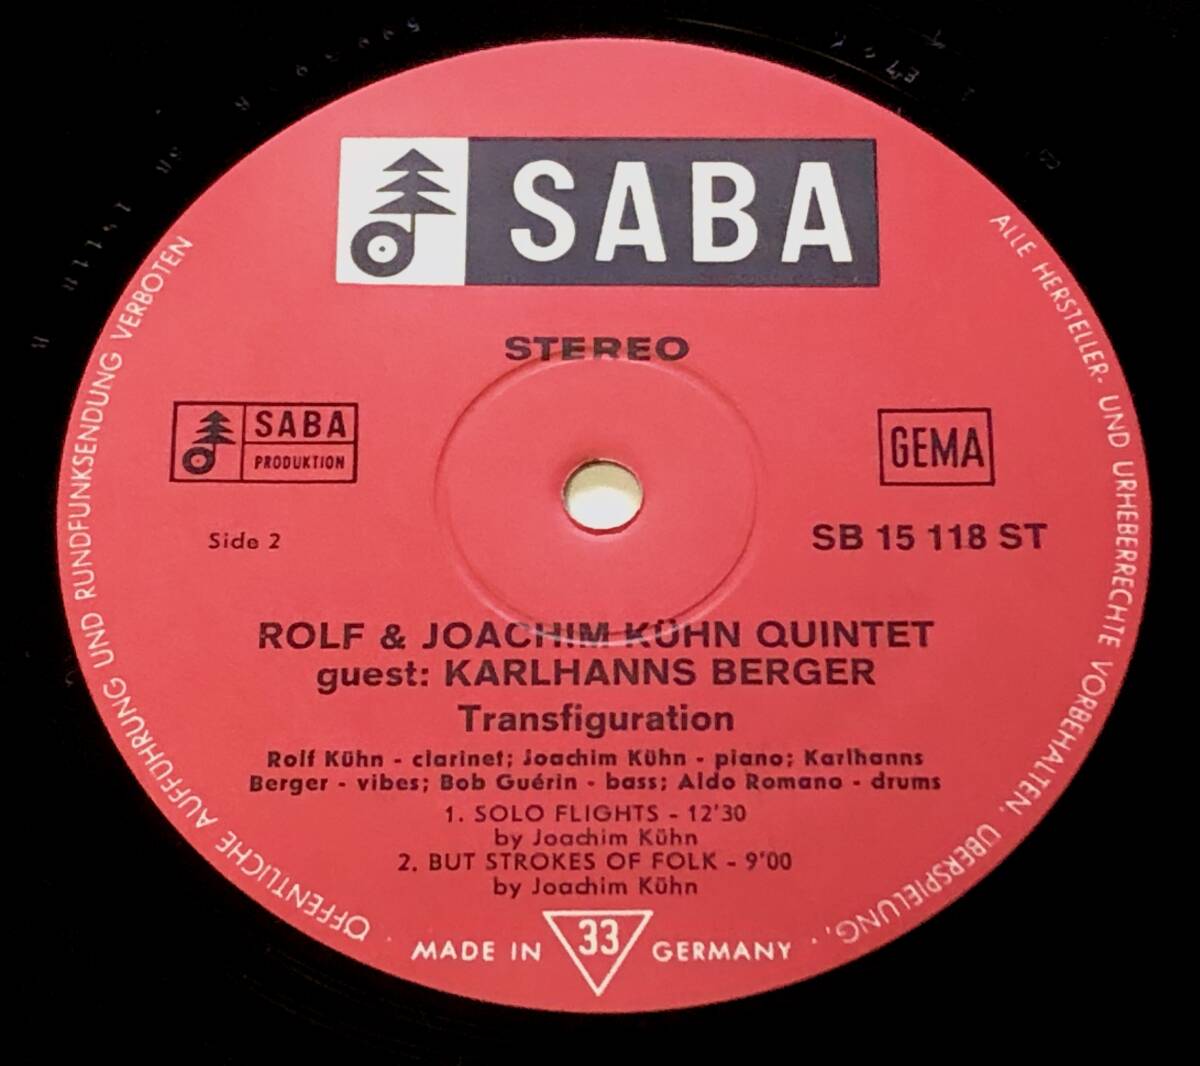 SABA
STEREO
SABA
PRODUKTION
GEMA
Side 2
SB 15 118 ST
ROLF & JOACHIM KÜHN QUINTET
guest: KARLHANNS BERGER
Transfiguration
Rolf Kühn - clarinet; Joachim Kühn - piano; Karlhanns
Berger - vibes; Bob Guérin - bass; Aldo Romano - drums
1. SOLO FLIGHTS - 12'30
by Joachim Kühn
2. BUT STROKES OF FOLK - 9'00
by Joachim Kühn
MADE IN 33 GERMANY
ALLE HERSTELLER- UND URHEBERRECHTE VORBEHALTEN. ÜBERSPIELUNG, · · ÖFFENTLICHE AUFFÜHRUNG UND RUNDFUNKSENDUNG VERBOTEN